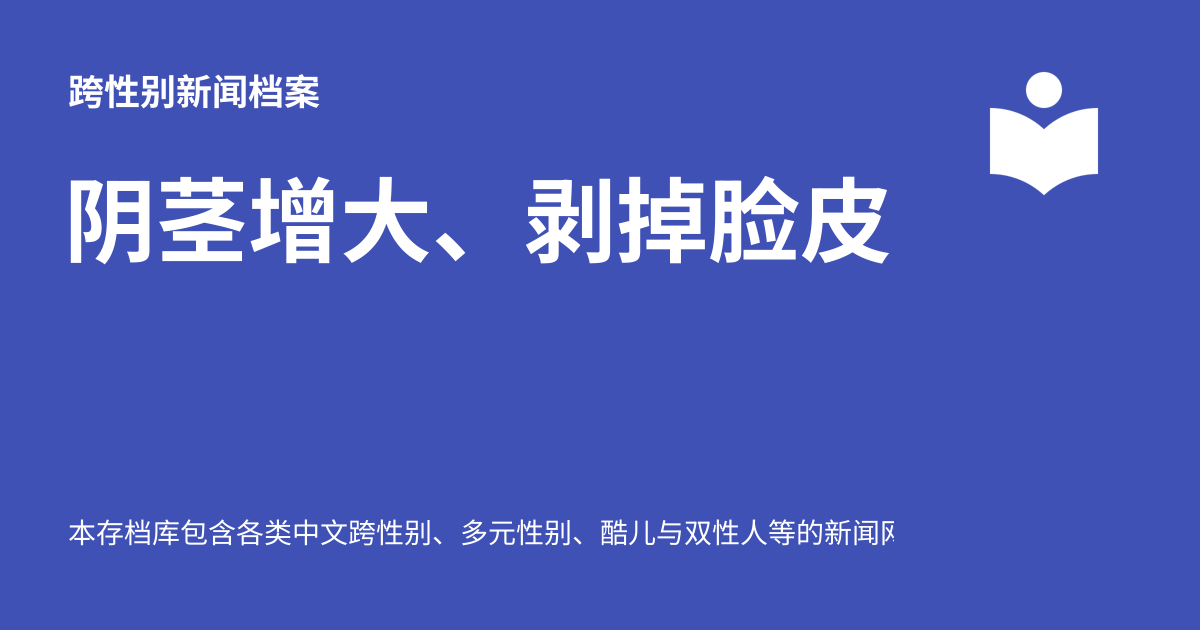 跨性别新闻档案
阴茎增大、剥掉脸皮
本存档库包含各类中文跨性别、多元性别、酷儿与双性人等的新闻